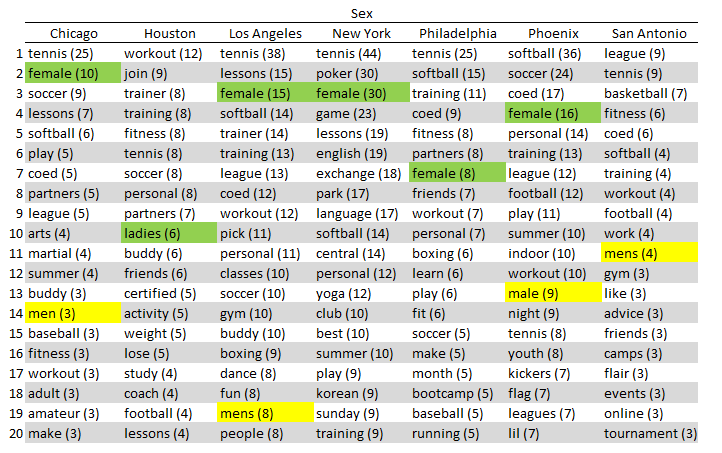 Sex
Chicago Houston Los Angeles New York Philadelphia Phoenix San Antonio
1 tennis (25) workout (12) tennis (38) tennis (44) tennis (25) softball (36) league (9)
2 female (10) join (9) lessons (15) poker (30) softball (15) soccer (24) tennis (9)
3 soccer (9) trainer (8) female (15) female (30) training (11) coed (17) basketball (7)
4 lessons (7) training (8) softball (14) game (23) coed (9) female (16) fitness (6)
5 softball (6) fitness (8) trainer (14) lessons (19) fitness (8) personal (14) coed (6)
6 play (5) tennis (8) training (13) english (19) partners (8) training (13) softball (4)
7 coed (5) soccer (8) league (13) exchange (18) female (8) league (12) training (4)
8 partners (5) personal (8) coed (12) park (17) friends (7) football (12) workout (4)
9 league (5) partners (7) workout (12) language (17) workout (7) play (11) football (4)
10 arts (4) ladies (6) pick (11) softball (14) personal (7) summer (10) work (4)
11 martial (4) buddy (6) personal (11) central (14) boxing (6) indoor (10) mens (4)
12 summer (4) friends (6) classes (10) personal (12) learn (6) workout (10) gym (3)
13 buddy (3) certified (5) soccer (10) yoga (12) play (6) male (9) like (3)
14 men (3) activity (5) gym (10) club (10) fit (6) night (9) advice (3)
15 baseball (3) weight (5) buddy (10) best (10) soccer (5) tennis (8) friends (3)
16 fitness (3) lose (5) boxing (9) summer (10) make (5) youth (8) camps (3)
17 workout (3) study (4) dance (8) play (9) month (5) kickers (7) flair (3)
18 adult (3) coach (4) fun (8) korean (9) bootcamp (5) flag (7) events (3)
19 amateur (3) football (4) mens (8) sunday (9) baseball (5) leagues (7) online (3)
20 make (3) lessons (4) people (8) training (9) running (5) lil (7) tournament (3)